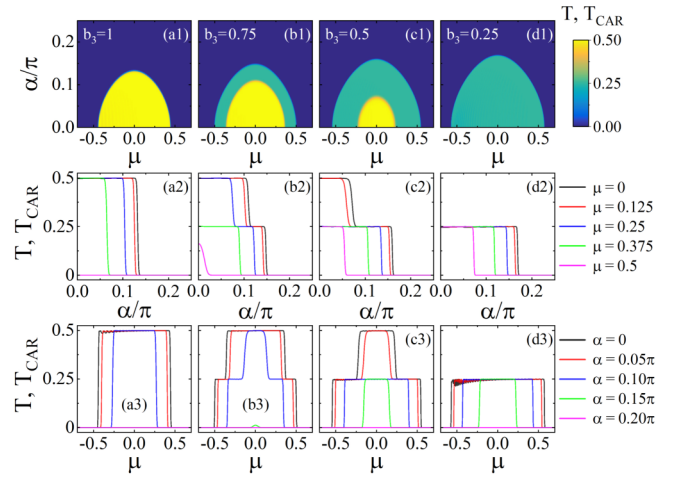 T, T_CAR
b₃=1 (a1) b₃=0.75 (b1) b₃=0.5 (c1) b₃=0.25 (d1)
α/π
0.2
0.1
0.0
-0.5 0.0 0.5 -0.5 0.0 0.5 -0.5 0.0 0.5 -0.5 0.0 0.5
μ μ μ μ
0.50
0.25
0.00
(a2) (b2) (c2) (d2)
T, T_CAR
0.5
0.25
0
0.0 0.1 0.2 0.0 0.1 0.2 0.0 0.1 0.2 0.0 0.1 0.2
α/π α/π α/π α/π
μ = 0
μ = 0.125
μ = 0.25
μ = 0.375
μ = 0.5
T, T_CAR
0.5
0.25
0
(a3) (b3) (c3) (d3)
-0.5 0.0 0.5 -0.5 0.0 0.5 -0.5 0.0 0.5 -0.5 0.0 0.5
μ μ μ μ
α = 0
α = 0.05π
α = 0.10π
α = 0.15π
α = 0.20π